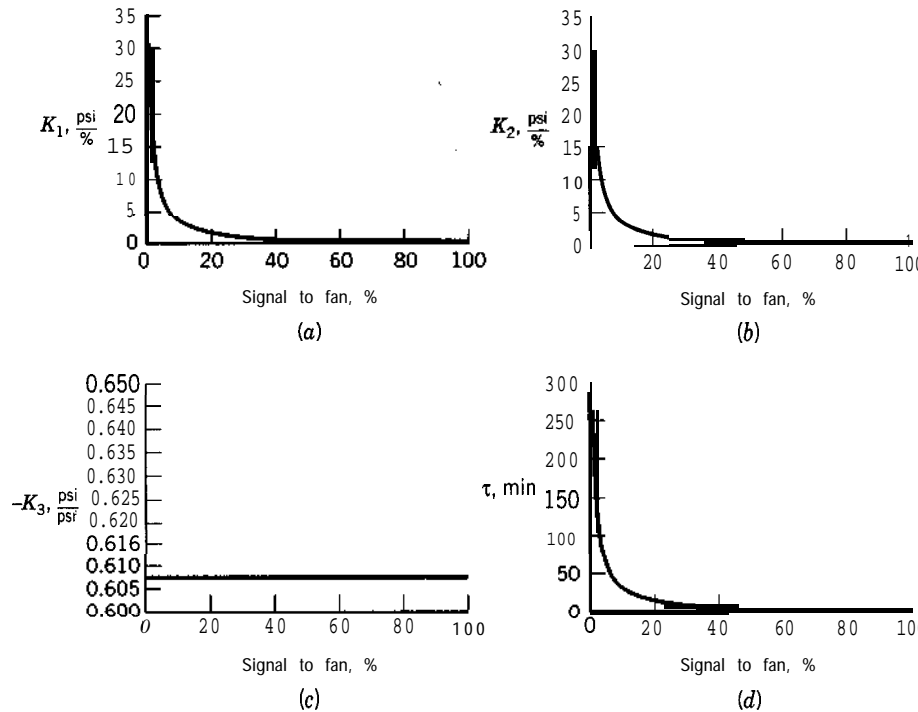 35
30
25
20
15
10
5
0
K₁, psi/%
0 20 40 60 80 100
Signal to fan, %
(a)
35
30
25
20
15
10
5
0
K₂, psi/%
20 40 60 80 100
Signal to fan, %
(b)
0.650
0.645
0.640
0.635
0.630
0.625
0.620
0.616
0.610
0.605
0.600
–K₃, psi/psi
0 20 40 60 80 100
Signal to fan, %
(c)
300
250
200
150
100
50
0
τ, min
0 20 40 60 80 100
Signal to fan, %
(d)